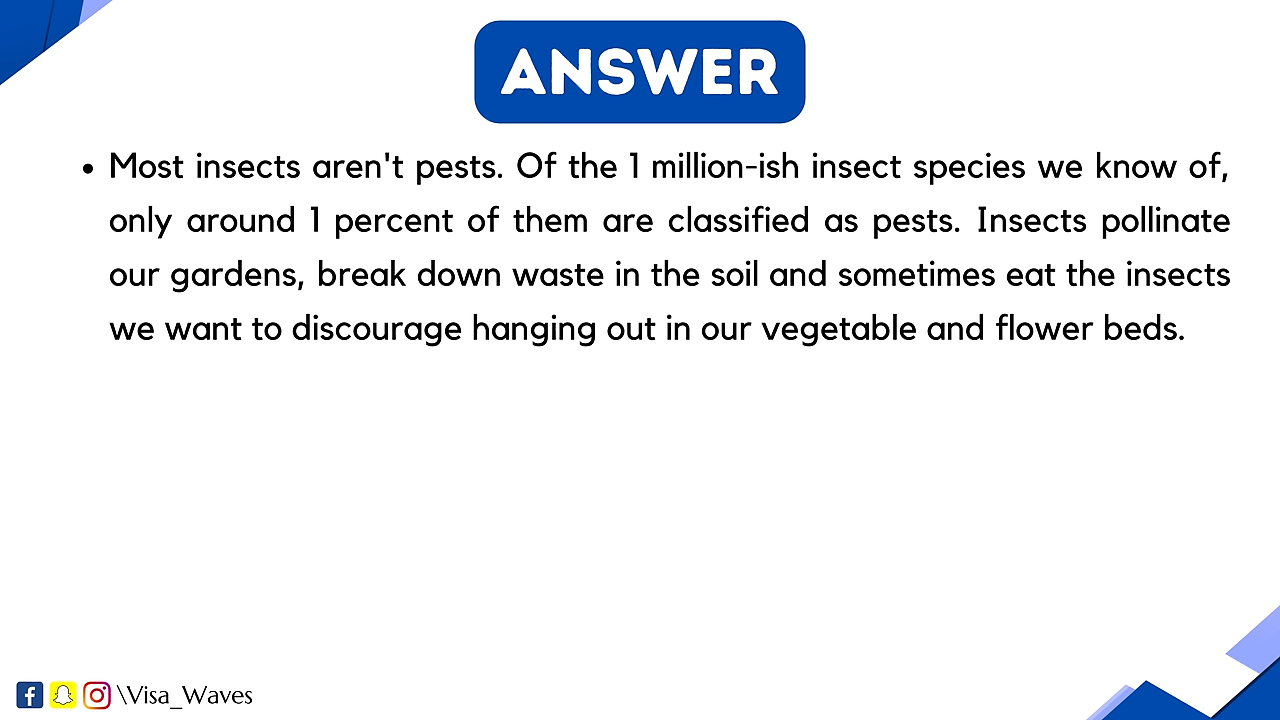 ANSWER
• Most insects aren't pests. Of the 1 million-ish insect species we know of,
only around 1 percent of them are classified as pests. Insects pollinate
our gardens, break down waste in the soil and sometimes eat the insects
we want to discourage hanging out in our vegetable and flower beds.
\Visa_Waves